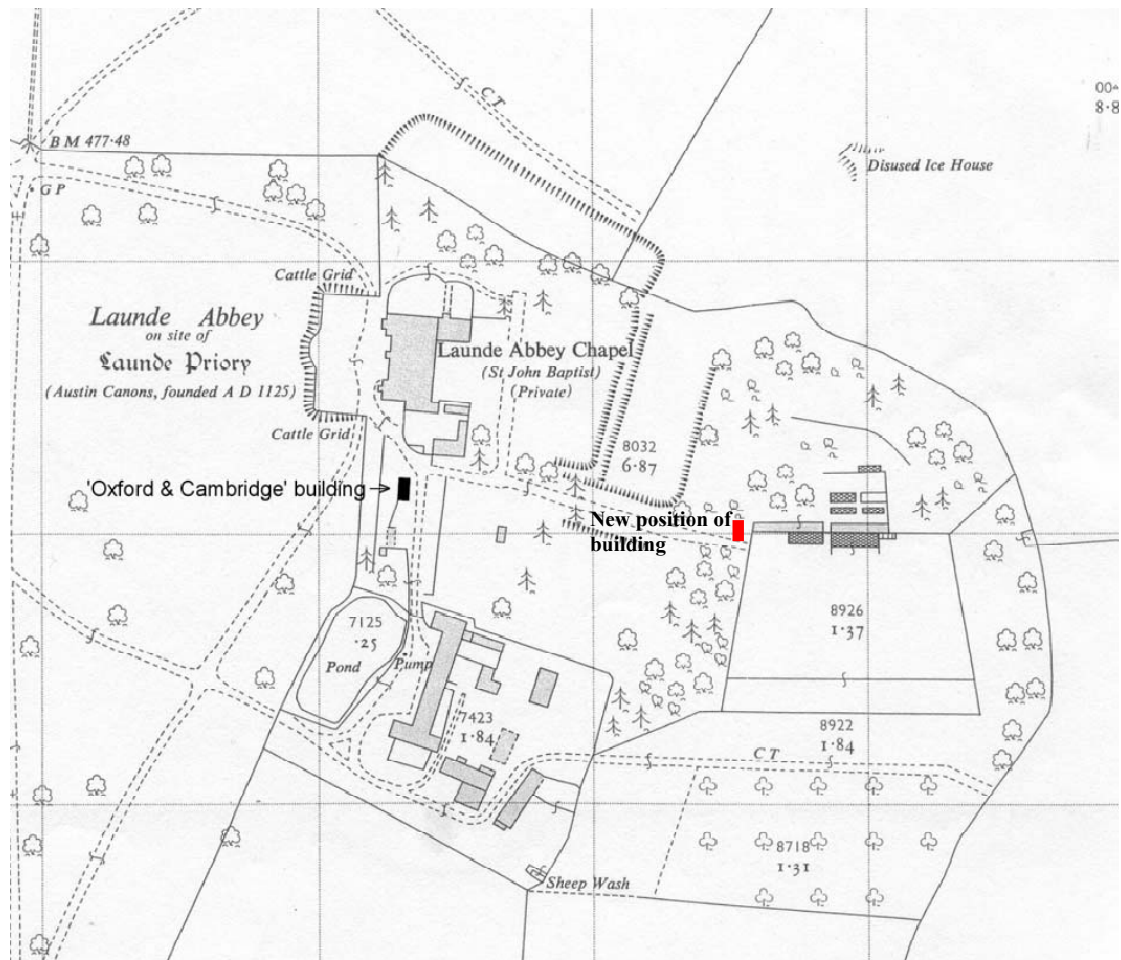 CT
BM 477·48
GP
Disused Ice House
Cattle Grid
Launde Abbey
on site of
Launde Priory
(Austin Canons, founded A D 1125)
Launde Abbey Chapel
(St John Baptist)
(Private)
Cattle Grid
8032
6·87
'Oxford & Cambridge' building
New position of
building
7125
·25
Pond
Pump
8926
1·37
7423
1·84
8922
1·84
CT
8718
1·31
Sheep Wash